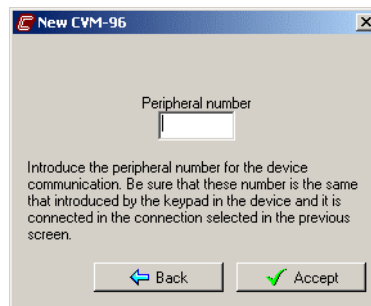 New CVM-96
Peripheral number
Introduce the peripheral number for the device
communication. Be sure that these number is the same
that introduced by the keypad in the device and it is
connected in the connection selected in the previous
screen.
Back
Accept